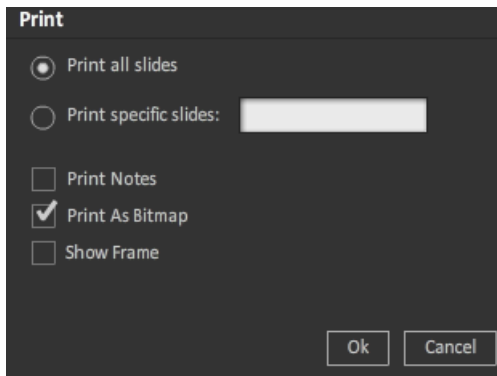 Print
Print all slides
Print specific slides:
Print Notes
Print As Bitmap
Show Frame
Ok Cancel